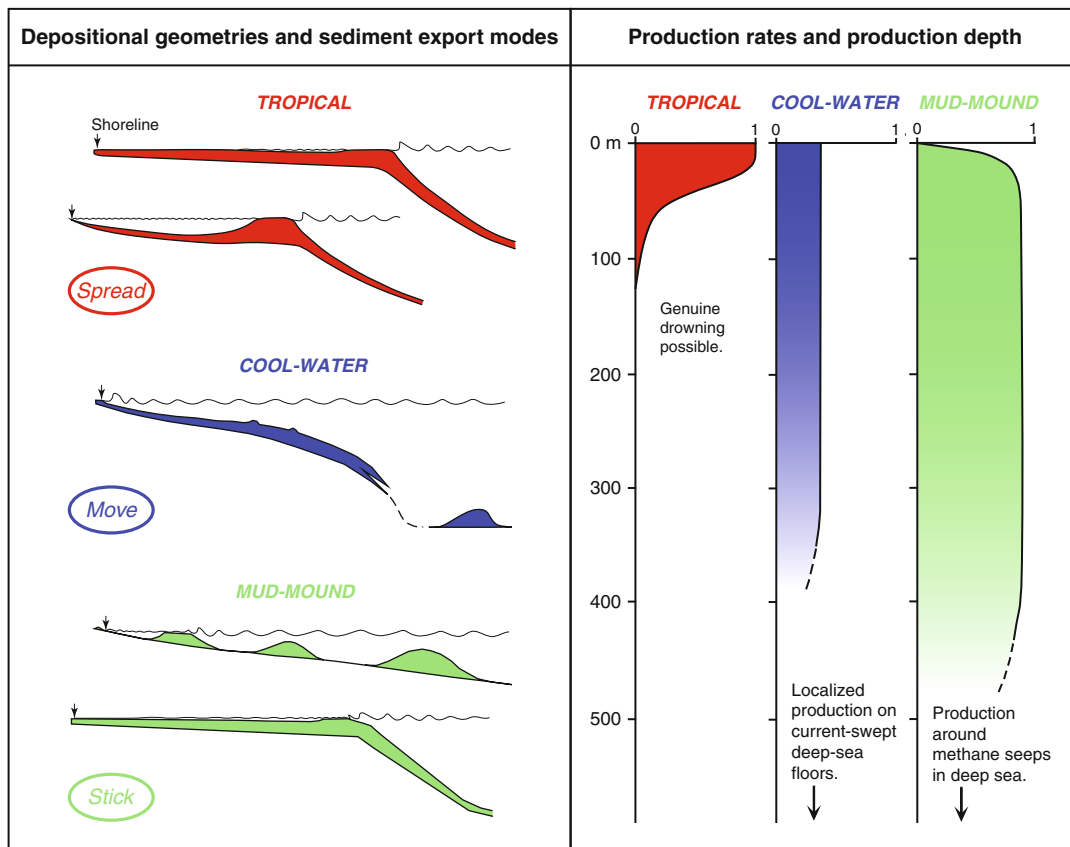 Depositional geometries and sediment export modes
TROPICAL
Shoreline
Spread
COOL-WATER
Move
MUD-MOUND
Stick
Production rates and production depth
TROPICAL COOL-WATER MUD-MOUND
0 1 0 1 0 1
0 m
100
200
300
400
500
Genuine
drowning
possible.
Localized
production on
current-swept
deep-sea
floors.
Production
around
methane seeps
in deep sea.